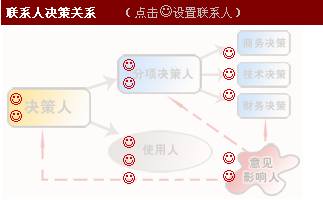 联系人决策关系 （点击设置联系人）
商务决策
分项决策人
技术决策
决策人
财务决策
使用人
意见
影响人